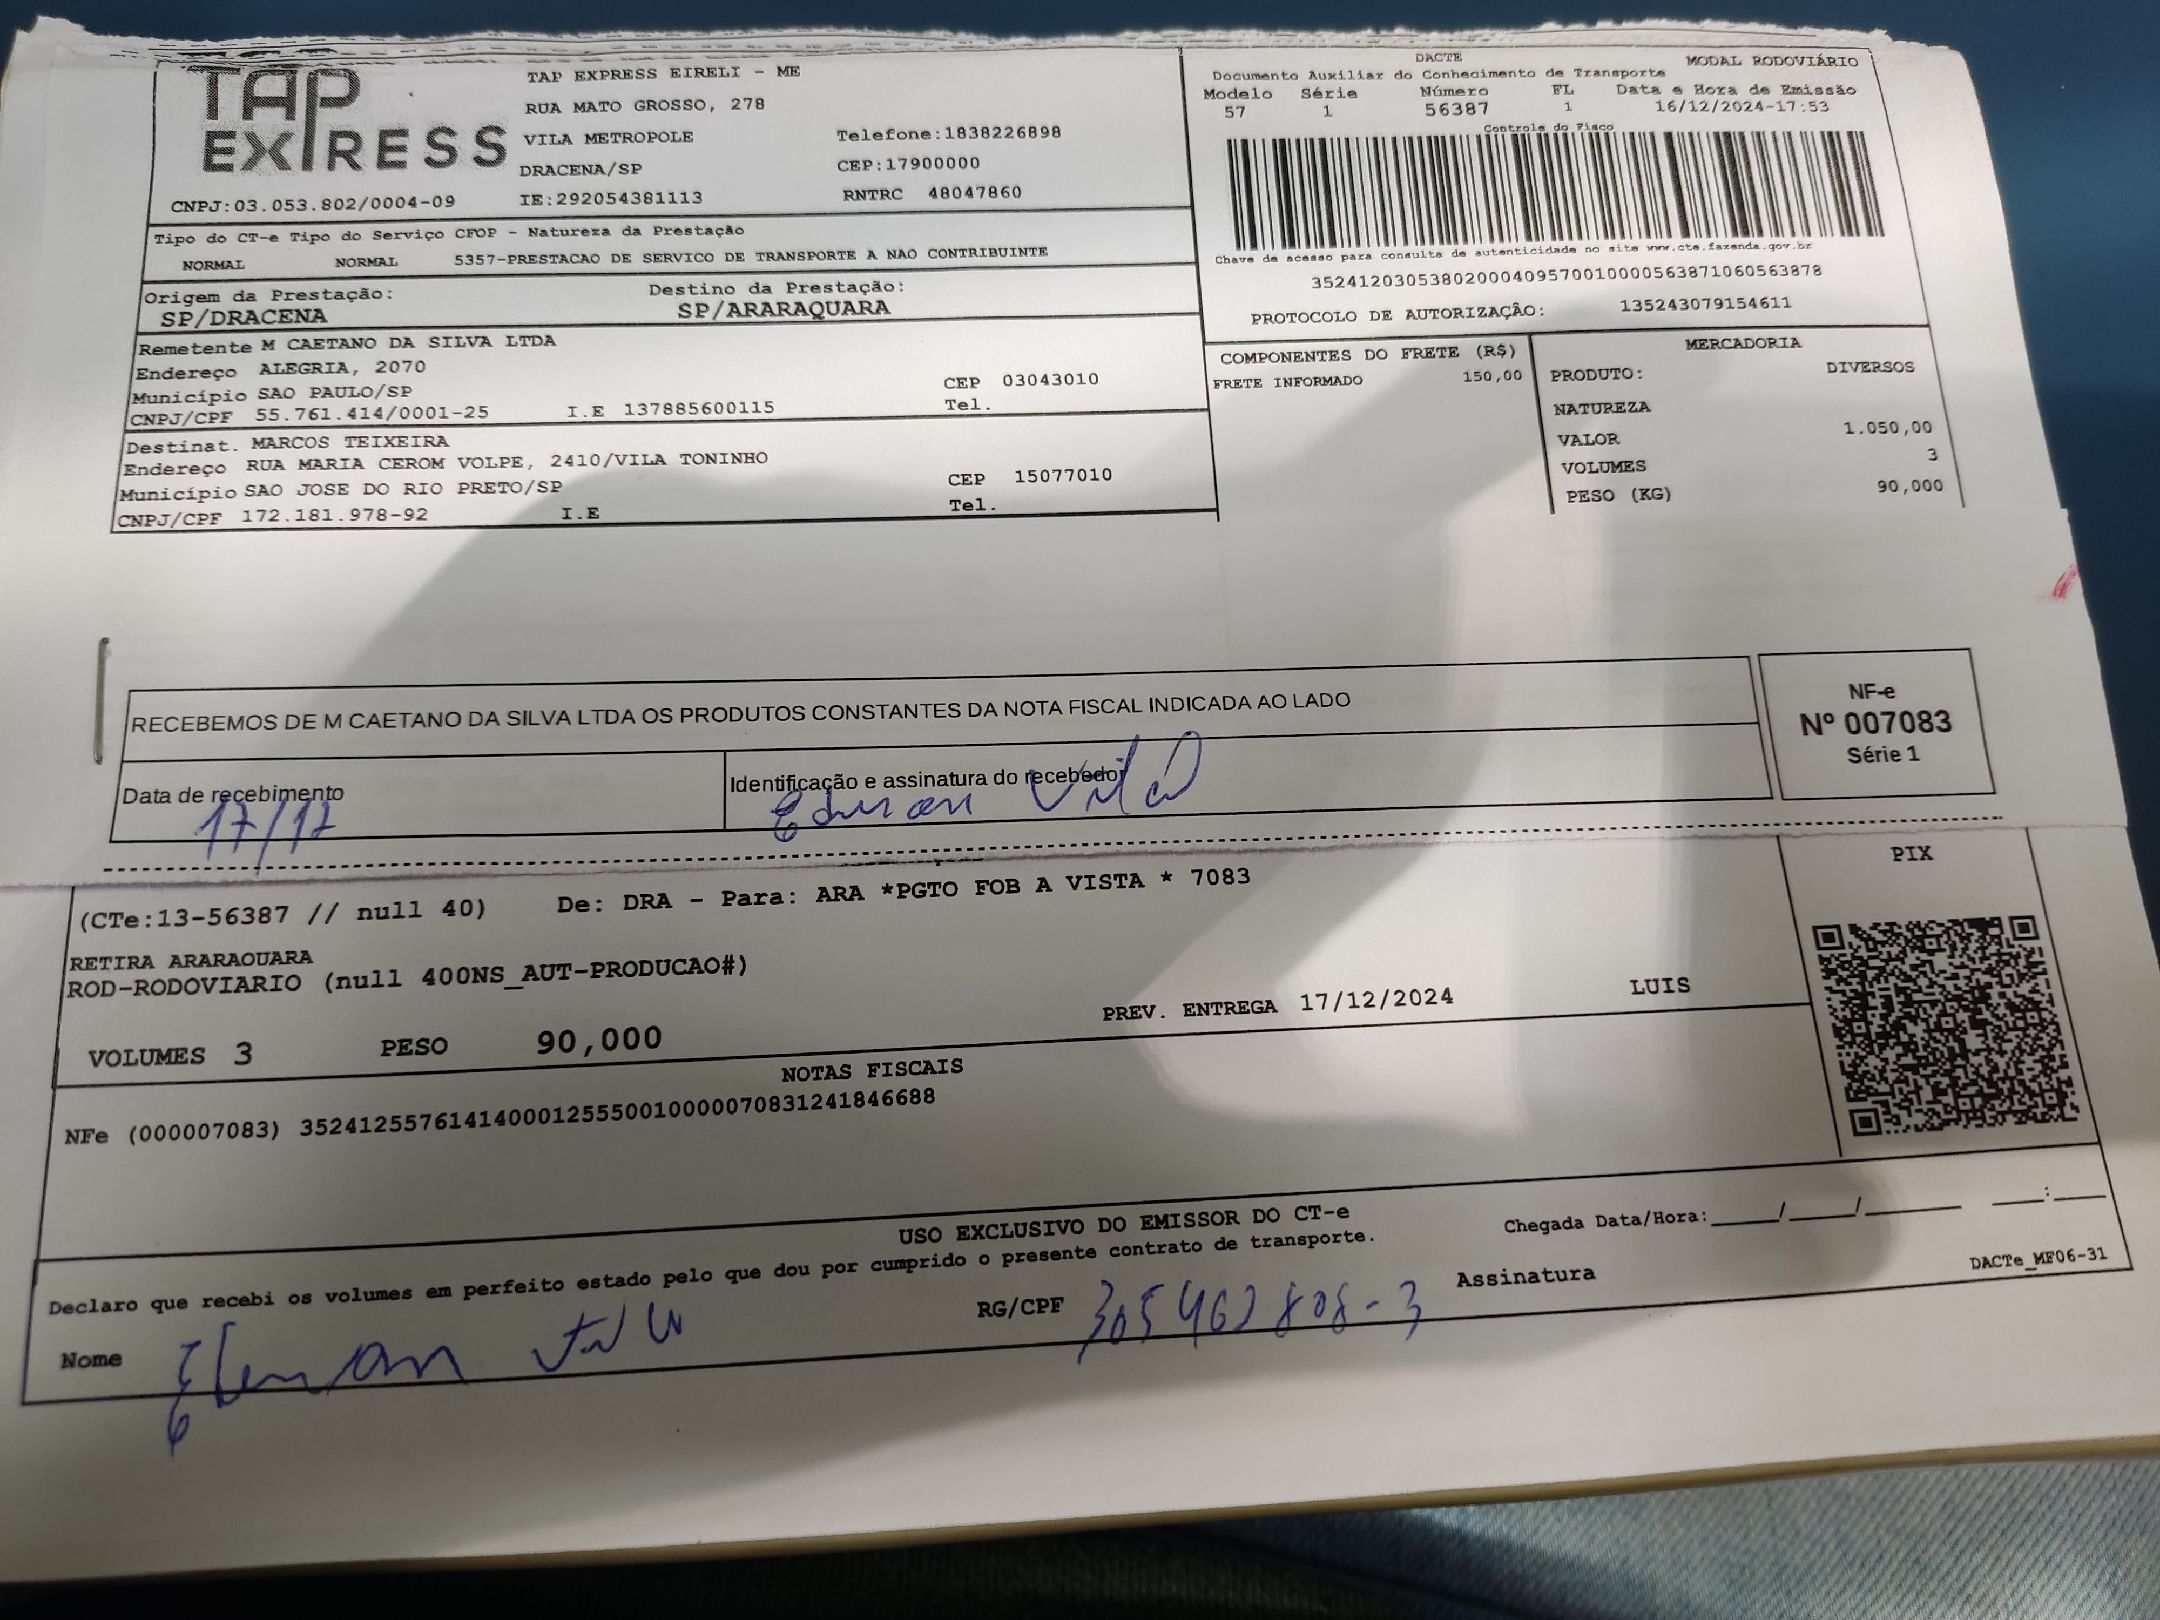 TAP EXPRESS
TAP EXPRESS EIRELI - ME
RUA MATO GROSSO, 278
VILA METROPOLE Telefone:1838226898
DRACENA/SP CEP:17900000
CNPJ:03.053.802/0004-09 IE:292054381113 RNTRC 48047860
DACTE MODAL RODOVIÁRIO
Documento Auxiliar do Conhecimento de Transporte
Modelo Série Número FL Data e Hora de Emissão
57 1 56387 1 16/12/2024-17:53
Controle do Fisco
Chave de acesso para consulta de autenticidade no site www.cte.fazenda.gov.br
35241203053802000409570010000563871060563878
PROTOCOLO DE AUTORIZAÇÃO: 135243079154611
Tipo do CT-e Tipo do Serviço CFOP - Natureza da Prestação
NORMAL NORMAL 5357-PRESTACAO DE SERVICO DE TRANSPORTE A NAO CONTRIBUINTE
Origem da Prestação: Destino da Prestação:
SP/DRACENA SP/ARARAQUARA
Remetente M CAETANO DA SILVA LTDA
Endereço ALEGRIA, 2070
Município SAO PAULO/SP CEP 03043010
CNPJ/CPF 55.761.414/0001-25 I.E 137885600115 Tel.
Destinat. MARCOS TEIXEIRA
Endereço RUA MARIA CEROM VOLPE, 2410/VILA TONINHO
Município SAO JOSE DO RIO PRETO/SP CEP 15077010
CNPJ/CPF 172.181.978-92 I.E Tel.
COMPONENTES DO FRETE (R$)
FRETE INFORMADO 150,00
MERCADORIA
PRODUTO: DIVERSOS
NATUREZA
VALOR 1.050,00
VOLUMES 3
PESO (KG) 90,000
RECEBEMOS DE M CAETANO DA SILVA LTDA OS PRODUTOS CONSTANTES DA NOTA FISCAL INDICADA AO LADO
NF-e
Nº 007083
Série 1
Data de recebimento Identificação e assinatura do recebedor
17/12
PIX
(CTe:13-56387 // null 40) De: DRA - Para: ARA *PGTO FOB A VISTA * 7083
RETIRA ARARAQUARA
ROD-RODOVIARIO (null 400NS_AUT-PRODUCAO#)
PREV. ENTREGA 17/12/2024 LUIS
VOLUMES 3 PESO 90,000
NOTAS FISCAIS
NFe (000007083) 35241255761414000125550010000070831241846688
USO EXCLUSIVO DO EMISSOR DO CT-e
Declaro que recebi os volumes em perfeito estado pelo que dou por cumprido o presente contrato de transporte.
Chegada Data/Hora:____/____/______ ___:___
Nome RG/CPF Assinatura
DACTe_MF06-31